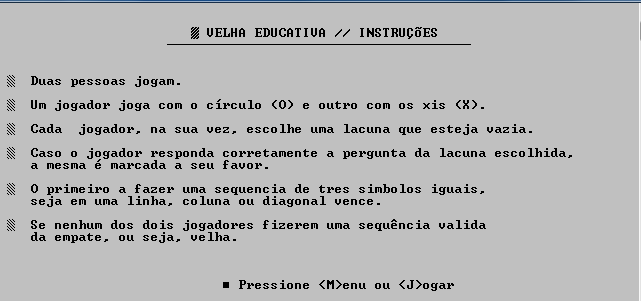 VELHA EDUCATIVA // INSTRUÇÕES
Duas pessoas jogam.
Um jogador joga com o círculo (O) e outro com os xis (X).
Cada jogador, na sua vez, escolhe uma lacuna que esteja vazia.
Caso o jogador responda corretamente a pergunta da lacuna escolhida,
a mesma é marcada a seu favor.
O primeiro a fazer uma sequencia de tres simbolos iguais,
seja em uma linha, coluna ou diagonal vence.
Se nenhum dos dois jogadores fizerem uma sequência valida
da empate, ou seja, velha.
Pressione <M>enu ou <J>ogar